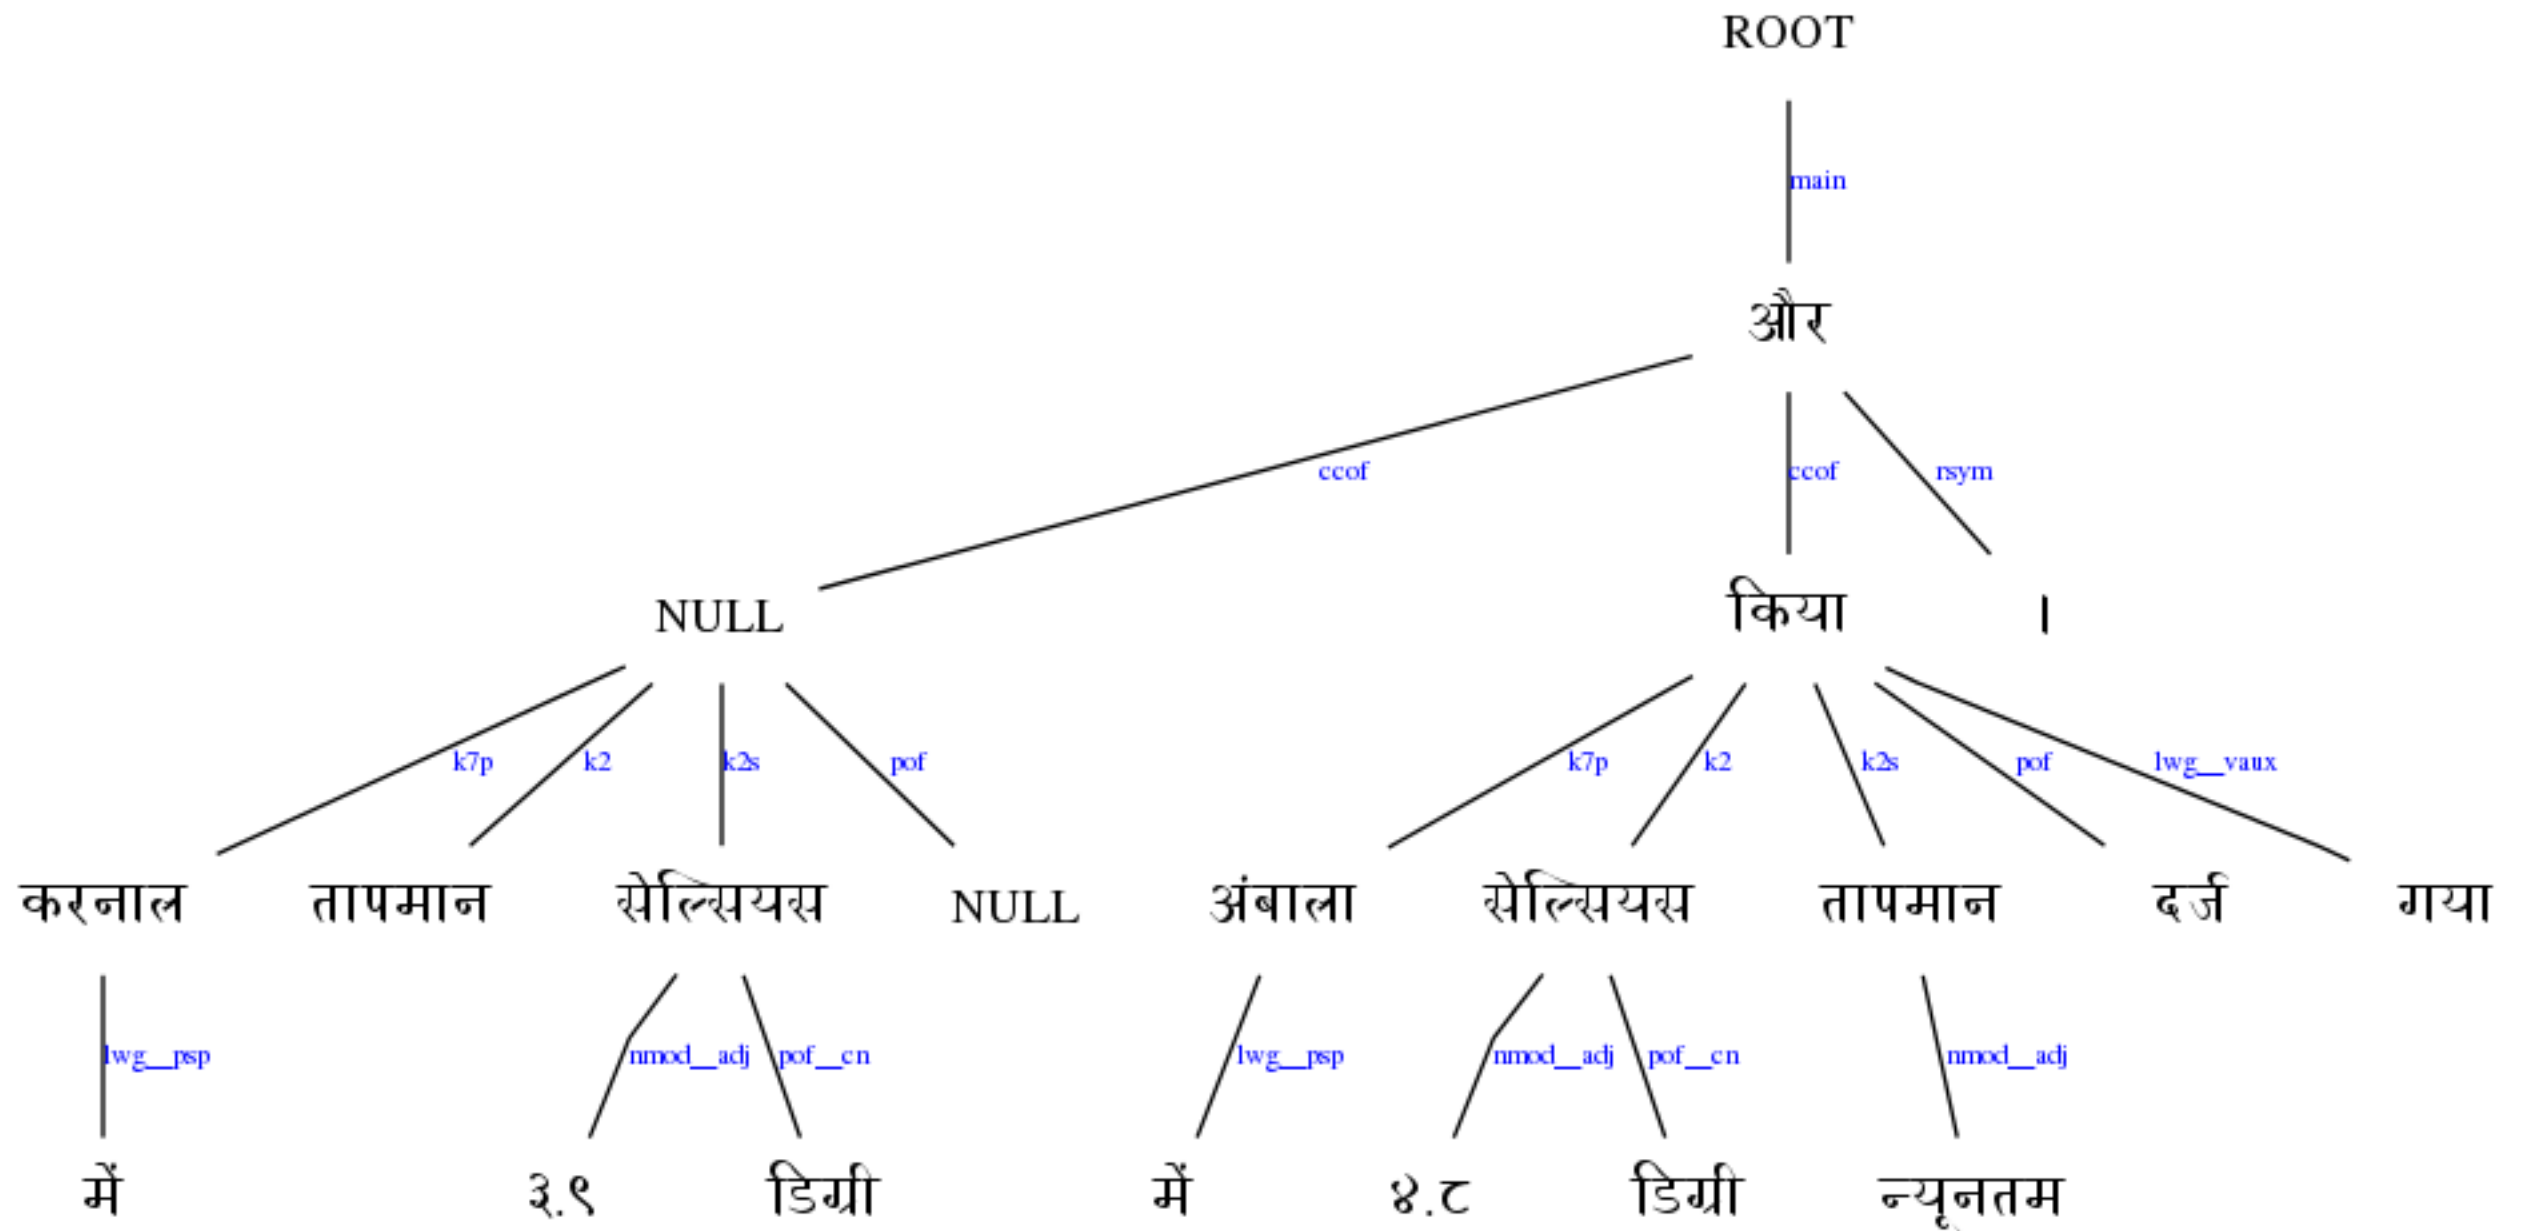 ROOT
main
और
ccof ccof rsym
NULL किया ।
k7p k2 k2s pof k7p k2 k2s pof lwg__vaux
करनाल तापमान सेल्सियस NULL अंबाला सेल्सियस तापमान दर्ज गया
lwg__psp nmod__adj pof__cn lwg__psp nmod__adj pof__cn nmod__adj
में ३.९ डिग्री में ४.८ डिग्री न्यूनतम